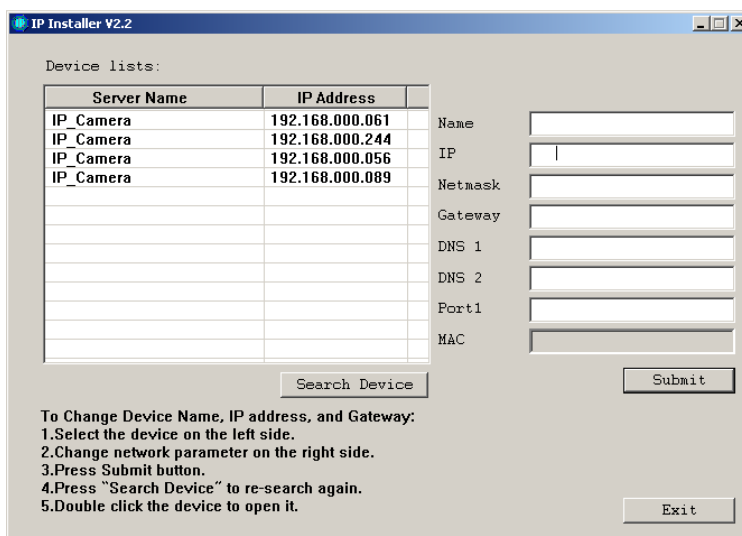 IP Installer V2.2
Device lists:
Server Name IP Address
IP_Camera 192.168.000.061
IP_Camera 192.168.000.244
IP_Camera 192.168.000.056
IP_Camera 192.168.000.089
Search Device
To Change Device Name, IP address, and Gateway:
1.Select the device on the left side.
2.Change network parameter on the right side.
3.Press Submit button.
4.Press "Search Device" to re-search again.
5.Double click the device to open it.
Name
IP
Netmask
Gateway
DNS 1
DNS 2
Port1
MAC
Submit
Exit